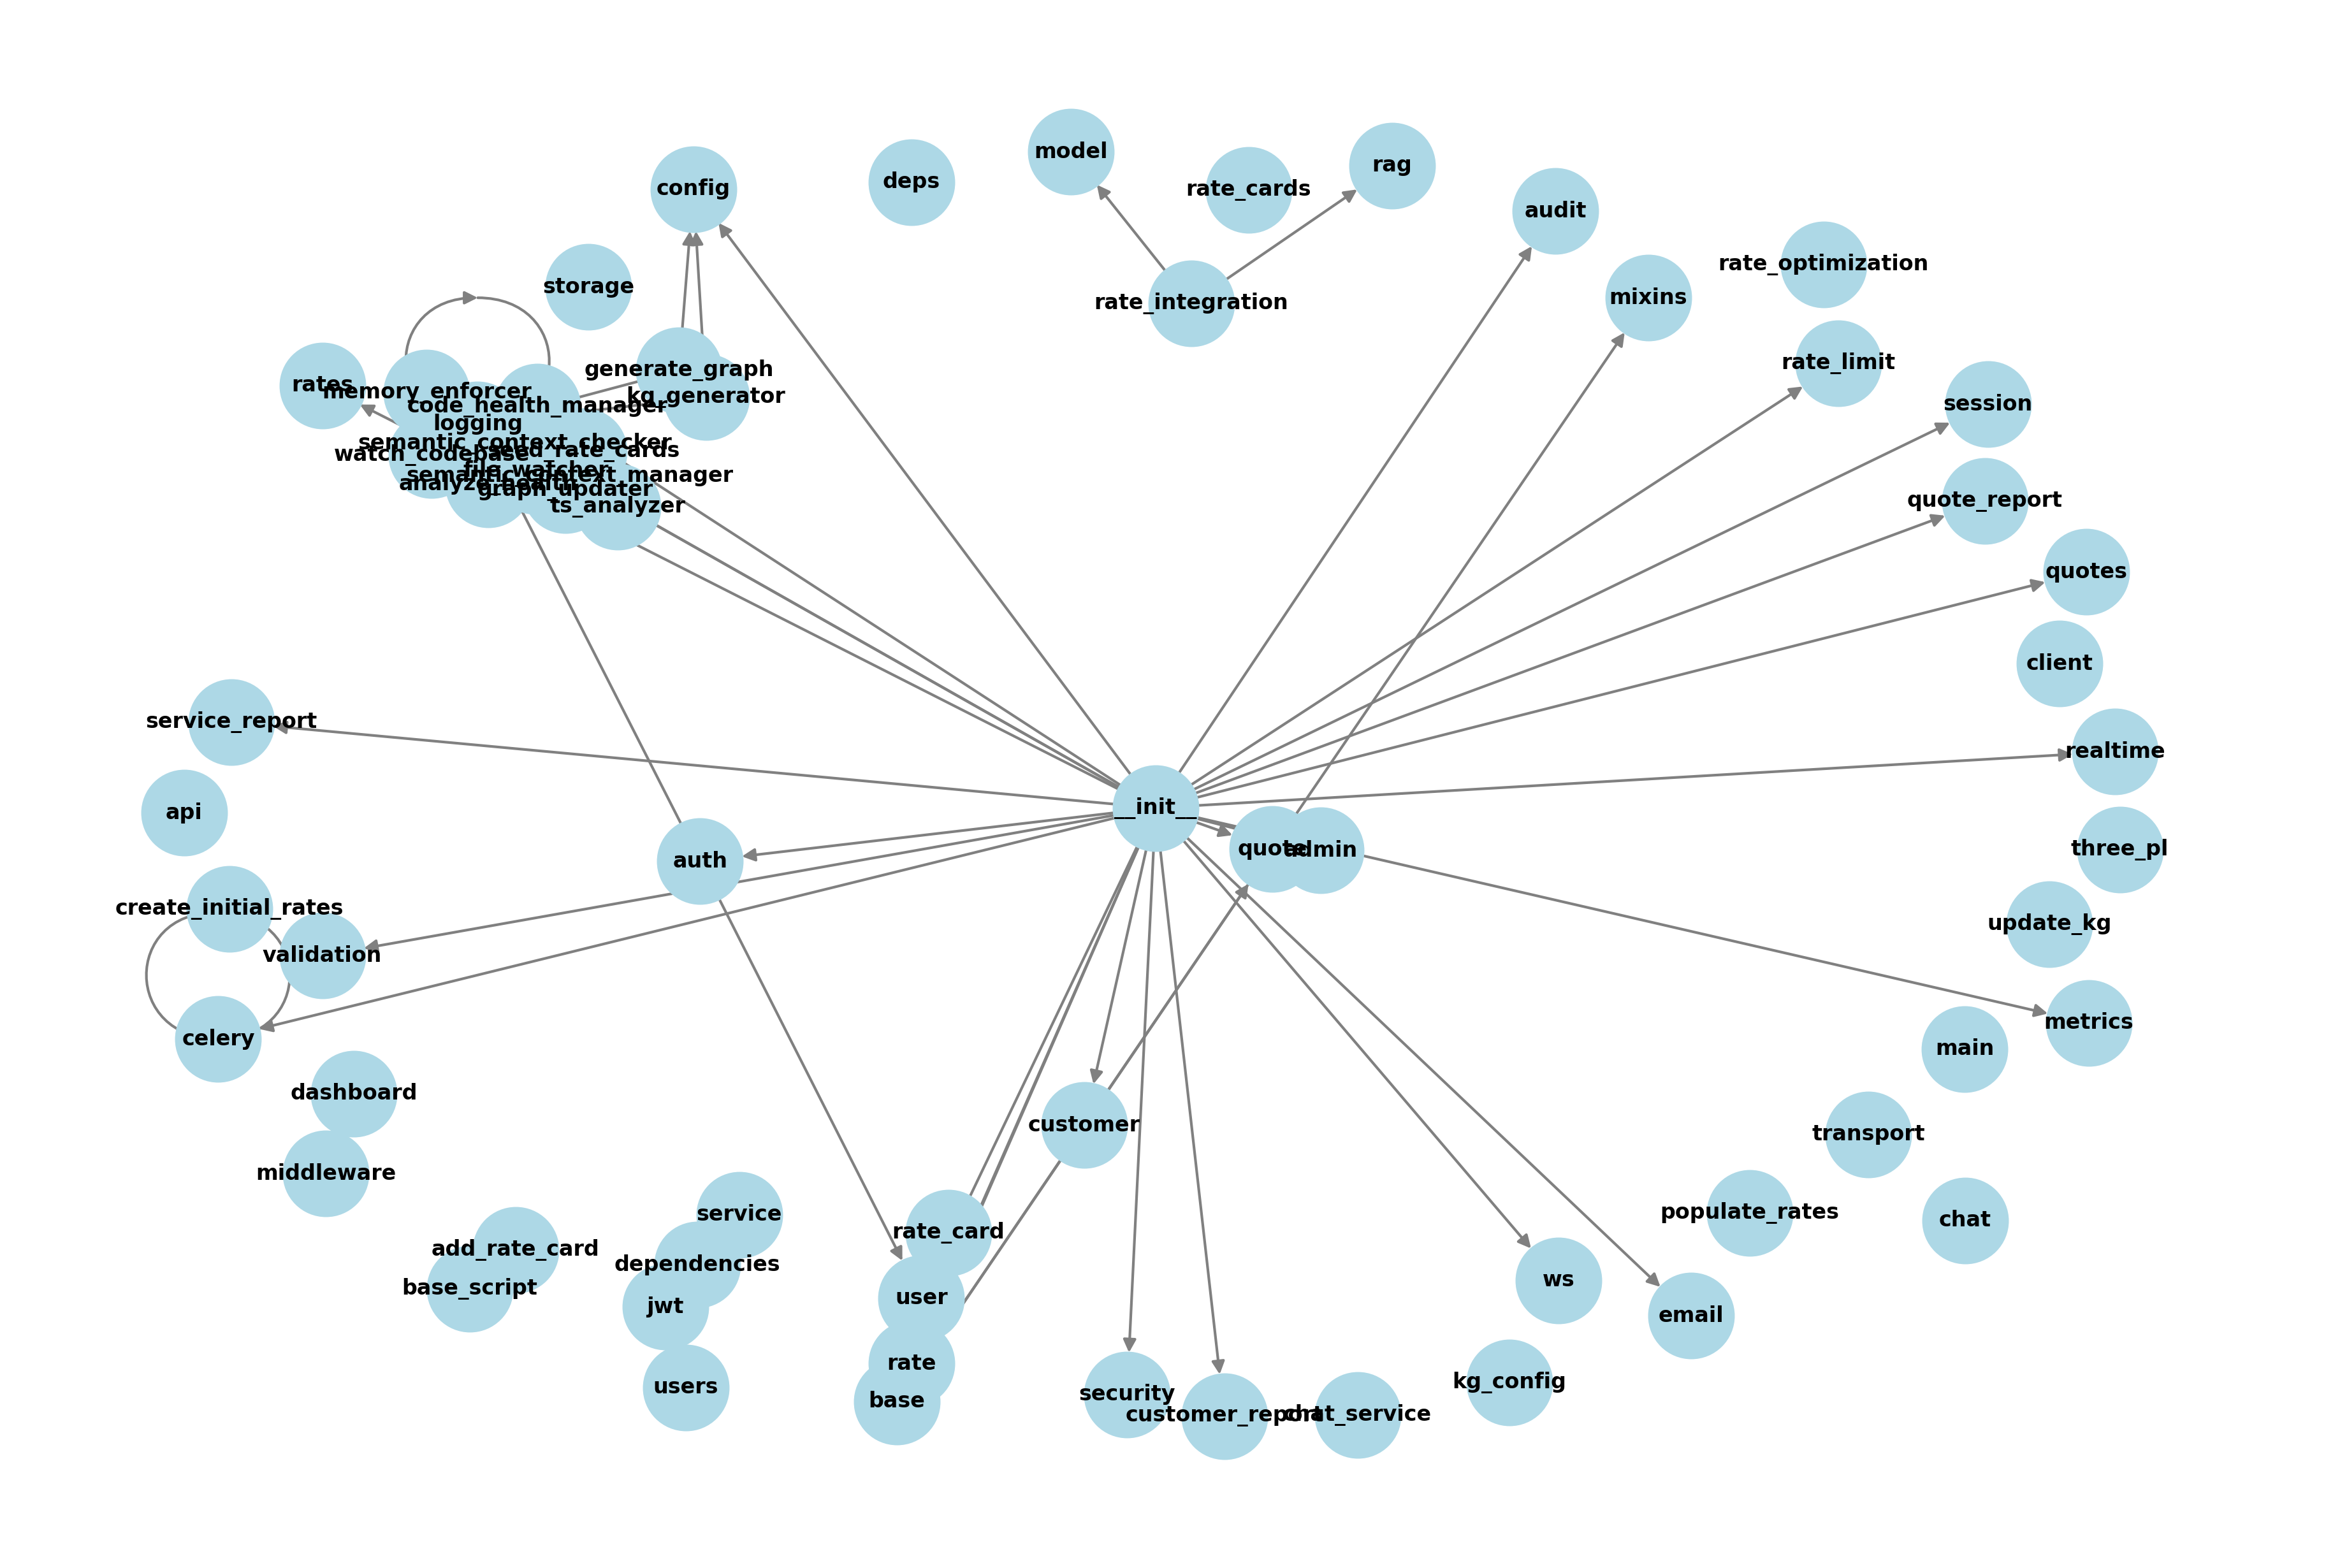 model
rag
config
deps
rate_cards
audit
rate_optimization
storage
mixins
rate_integration
rate_limit
generate_graph
rates
memory_enforcer
kg_generator
code_health_manager
session
logging
semantic_context_checker
seed_rate_cards
watch_codebase
file_watcher
semantic_context_manager
analyze_health
graph_updater
quote_report
ts_analyzer
quotes
client
service_report
realtime
__init__
api
quote
admin
three_pl
auth
create_initial_rates
update_kg
validation
metrics
celery
main
dashboard
customer
transport
middleware
populate_rates
service
chat
rate_card
add_rate_card
dependencies
ws
base_script
user
jwt
email
rate
kg_config
users
security
base
customer_report
chat_service